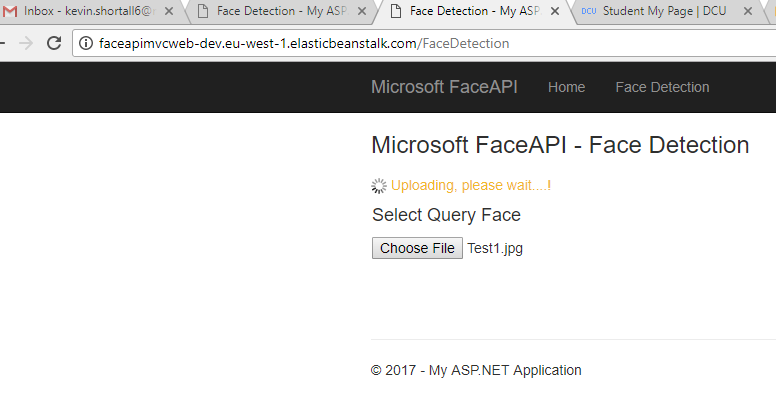 Inbox - kevin.shortall6@
Face Detection - My ASP
Face Detection - My ASP
DCU Student My Page | DCU
faceapimvcweb-dev.eu-west-1.elasticbeanstalk.com/FaceDetection
Microsoft FaceAPI Home Face Detection
Microsoft FaceAPI - Face Detection
Uploading, please wait....!
Select Query Face
Choose File Test1.jpg
© 2017 - My ASP.NET Application